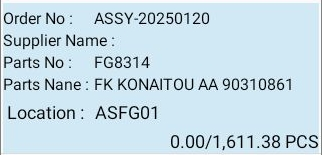 Order No : ASSY-20250120
Supplier Name :
Parts No : FG8314
Parts Nane : FK KONAITOU AA 90310861
Location : ASFG01
0.00/1,611.38 PCS